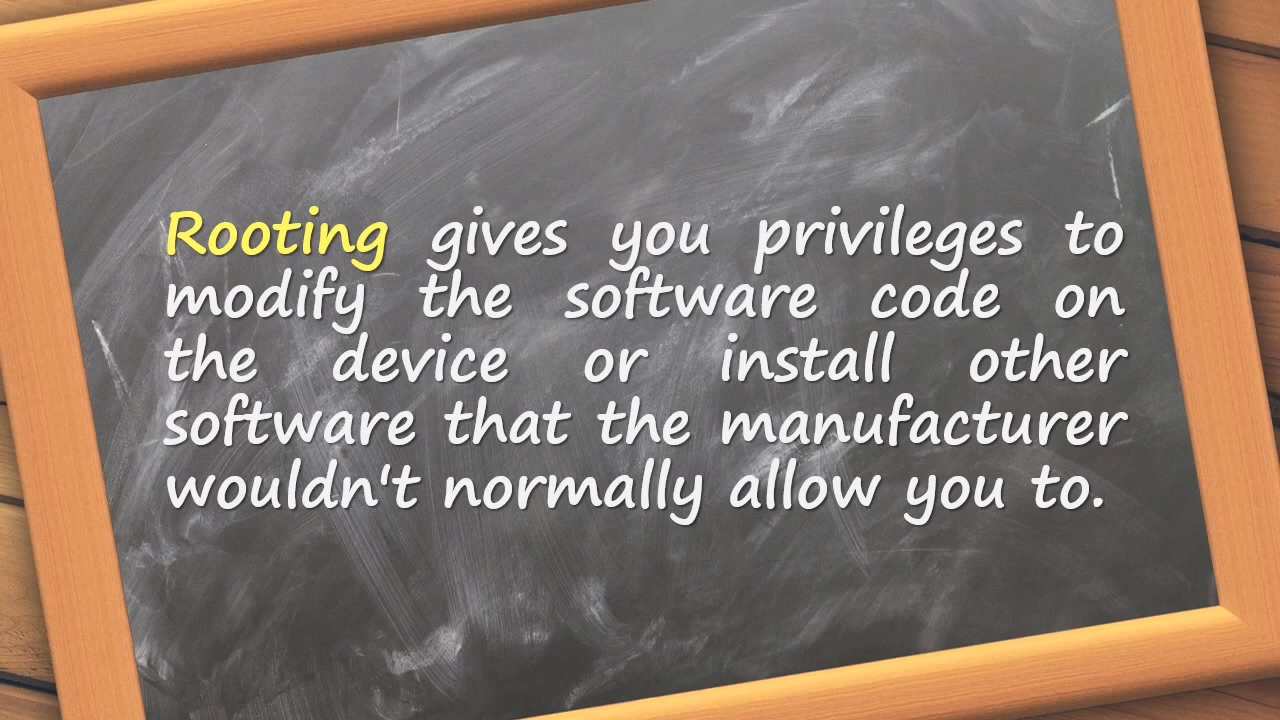 Rooting gives you privileges to
modify the software code on
the device or install other
software that the manufacturer
wouldn't normally allow you to.